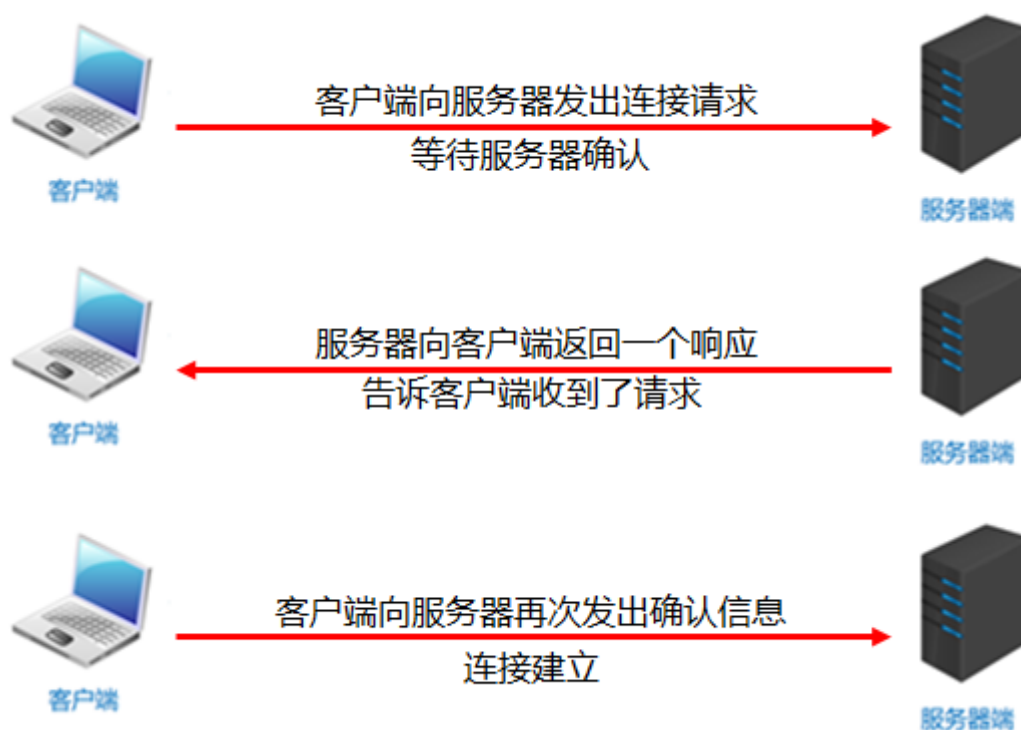 客户端向服务器发出连接请求
等待服务器确认
客户端
服务器端
服务器向客户端返回一个响应
告诉客户端收到了请求
客户端
服务器端
客户端向服务器再次发出确认信息
连接建立
客户端
服务器端